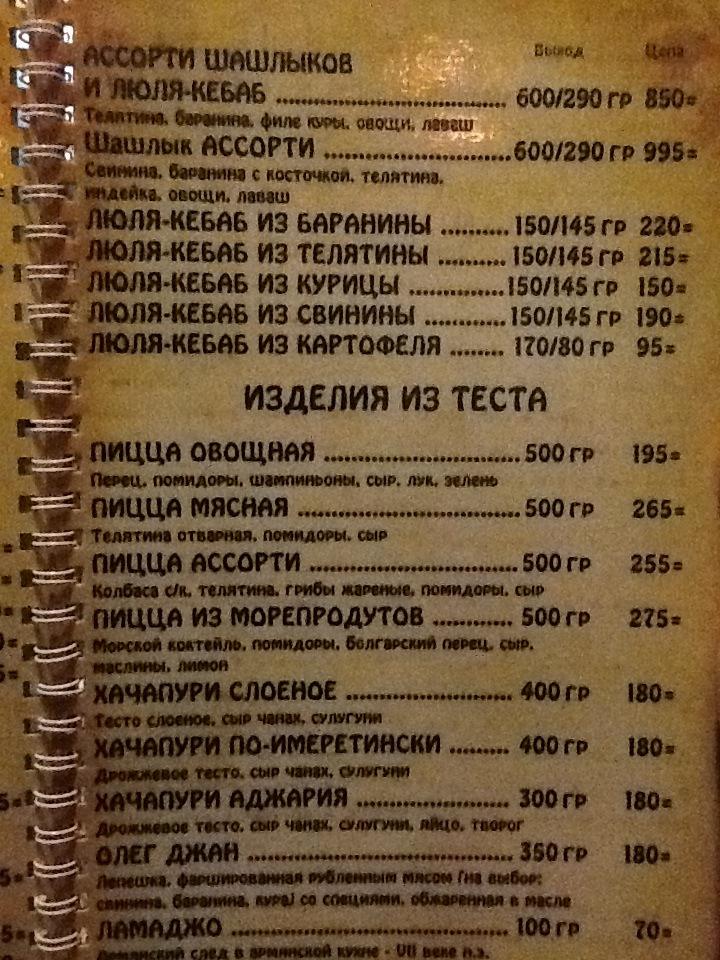 Выход Цена
АССОРТИ ШАШЛЫКОВ
И ЛЮЛЯ-КЕБАБ ........................ 600/290 гр 850=
Телятина, баранина, филе куры, овощи, лаваш
Шашлык АССОРТИ ........................ 600/290 гр 995=
Свинина, баранина с косточкой, телятина,
индейка, овощи, лаваш
ЛЮЛЯ-КЕБАБ ИЗ БАРАНИНЫ .......... 150/145 гр 220=
ЛЮЛЯ-КЕБАБ ИЗ ТЕЛЯТИНЫ .......... 150/145 гр 215=
ЛЮЛЯ-КЕБАБ ИЗ КУРИЦЫ .............. 150/145 гр 150=
ЛЮЛЯ-КЕБАБ ИЗ СВИНИНЫ ............ 150/145 гр 190=
ЛЮЛЯ-КЕБАБ ИЗ КАРТОФЕЛЯ ........ 170/80 гр 95=
ИЗДЕЛИЯ ИЗ ТЕСТА
ПИЦЦА ОВОЩНАЯ ............................. 500 гр 195=
Перец, помидоры, шампиньоны, сыр, лук, зелень
ПИЦЦА МЯСНАЯ ................................. 500 гр 265=
Телятина отварная, помидоры, сыр
ПИЦЦА АССОРТИ ............................... 500 гр 255=
Колбаса с/к, телятина, грибы жареные, помидоры, сыр
ПИЦЦА ИЗ МОРЕПРОДУТОВ ............ 500 гр 275=
Морской коктейль, помидоры, болгарский перец, сыр,
маслины, лимон
ХАЧАПУРИ СЛОЕНОЕ ........................ 400 гр 180=
Тесто слоеное, сыр чанах, сулугуни
ХАЧАПУРИ ПО-ИМЕРЕТИНСКИ ......... 400 гр 180=
Дрожжевое тесто, сыр чанах, сулугуни
ХАЧАПУРИ АДЖАРИЯ ...................... 300 гр 180=
Дрожжевое тесто, сыр чанах, сулугуни, яйцо, творог
ОЛЕГ ДЖАН ....................................... 350 гр 180=
Лепешка, фаршированная рубленным мясом (на выбор:
свинина, баранина, кура) со специями, обжаренная в масле
ЛАМАДЖО ......................................... 100 гр 70=
след в армянской кухне - VII веке н.э.